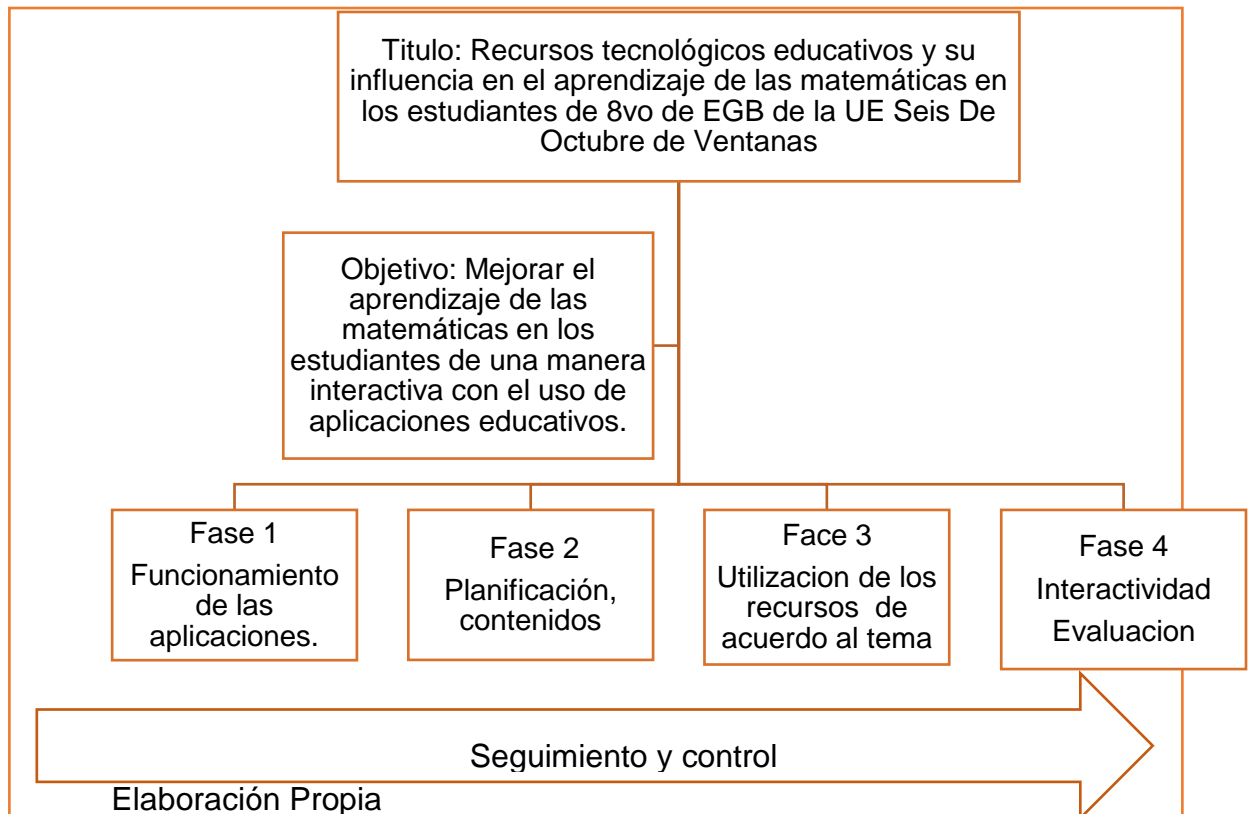 Titulo: Recursos tecnológicos educativos y su
influencia en el aprendizaje de las matemáticas en
los estudiantes de 8vo de EGB de la UE Seis De
Octubre de Ventanas
Objetivo: Mejorar el
aprendizaje de las
matemáticas en los
estudiantes de una manera
interactiva con el uso de
aplicaciones educativos.
Fase 1
Funcionamiento
de las
aplicaciones.
Fase 2
Planificación,
contenidos
Face 3
Utilizacion de los
recursos de
acuerdo al tema
Fase 4
Interactividad
Evaluacion
Seguimiento y control
Elaboración Propia